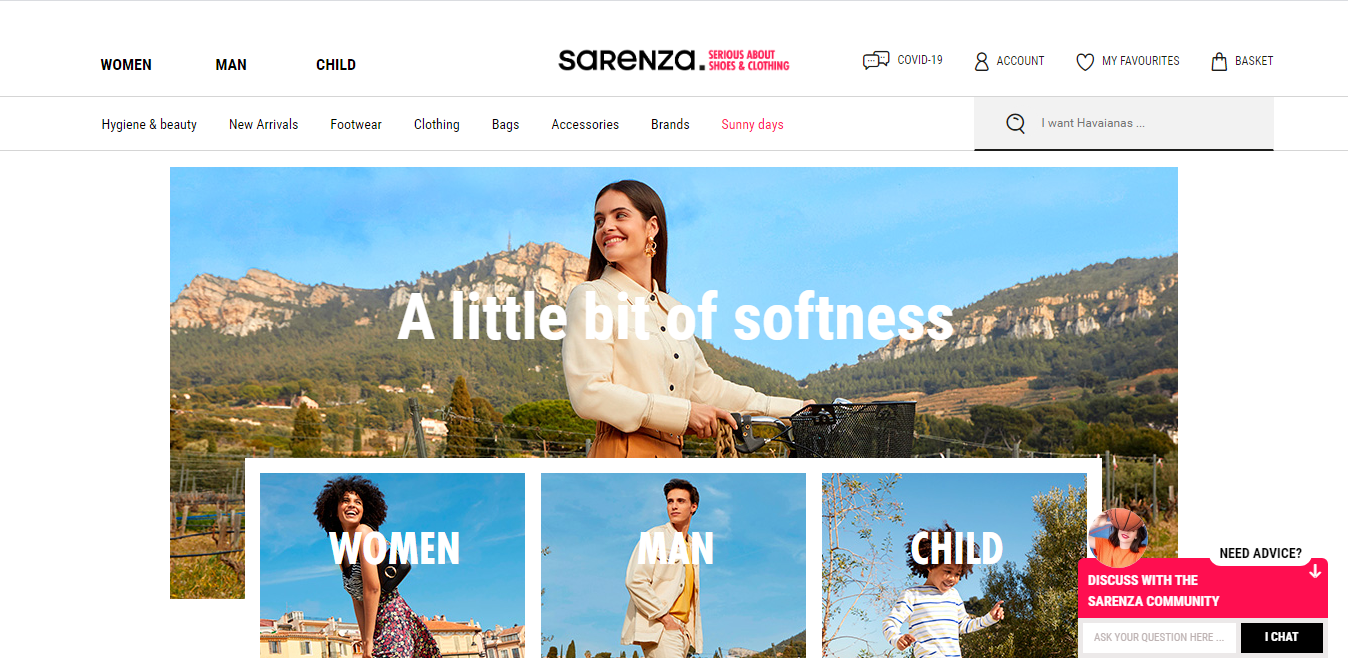 WOMEN
MAN
CHILD
sarenza.
SERIOUS ABOUT
SHOES & CLOTHING
COVID-19
ACCOUNT
MY FAVOURITES
BASKET
Hygiene & beauty
New Arrivals
Footwear
Clothing
Bags
Accessories
Brands
Sunny days
I want Havaianas ...
A little bit of softness
WOMEN
MAN
CHILD
NEED ADVICE?
DISCUSS WITH THE
SARENZA COMMUNITY
ASK YOUR QUESTION HERE ...
I CHAT